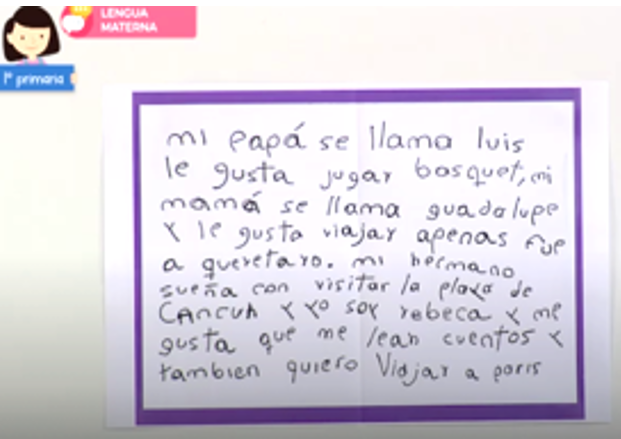 LENGUA
MATERNA
1° primaria
mi papá se llama luis
le gusta jugar basquet, mi
mamá se llama guadalupe
Y le gusta viajar apenas fue
a queretaro. mi hermano
sueña con visitar la playa de
CAncun Y Yo soy rebeca Y me
gusta que me lean cuentos Y
tambien quiero Viajar a paris